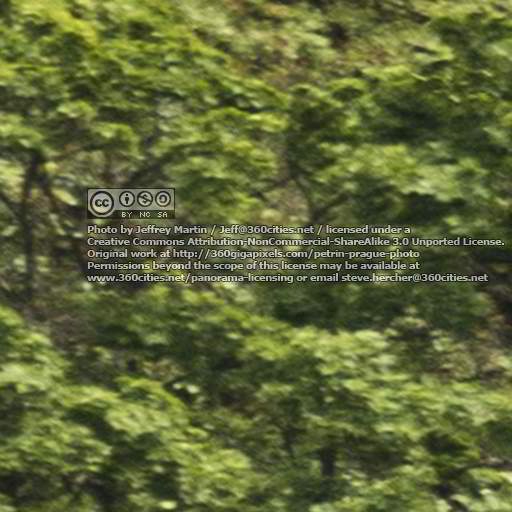 cc
BY NC SA
Photo by Jeffrey Martin / Jeff@360cities.net / licensed under a
Creative Commons Attribution-NonCommercial-ShareAlike 3.0 Unported License.
Original work at http://360gigapixels.com/petrin-prague-photo
Permissions beyond the scope of this license may be available at
www.360cities.net/panorama-licensing or email steve.hercher@360cities.net